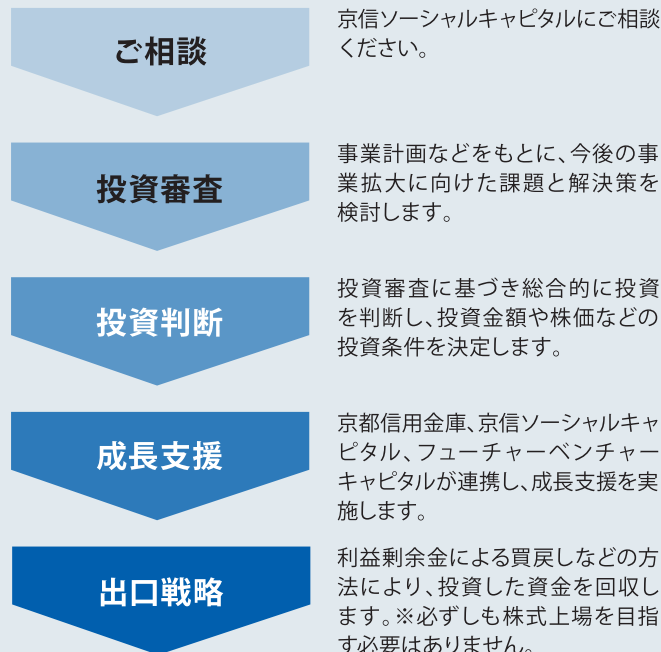 ご相談
京信ソーシャルキャピタルにご相談
ください。
投資審査
事業計画などをもとに、今後の事
業拡大に向けた課題と解決策を
検討します。
投資判断
投資審査に基づき総合的に投資
を判断し、投資金額や株価などの
投資条件を決定します。
成長支援
京都信用金庫、京信ソーシャルキャ
ピタル、フューチャーベンチャー
キャピタルが連携し、成長支援を実
施します。
出口戦略
利益剰余金による買戻しなどの方
法により、投資した資金を回収し
ます。※必ずしも株式上場を目指
す必要はありません。